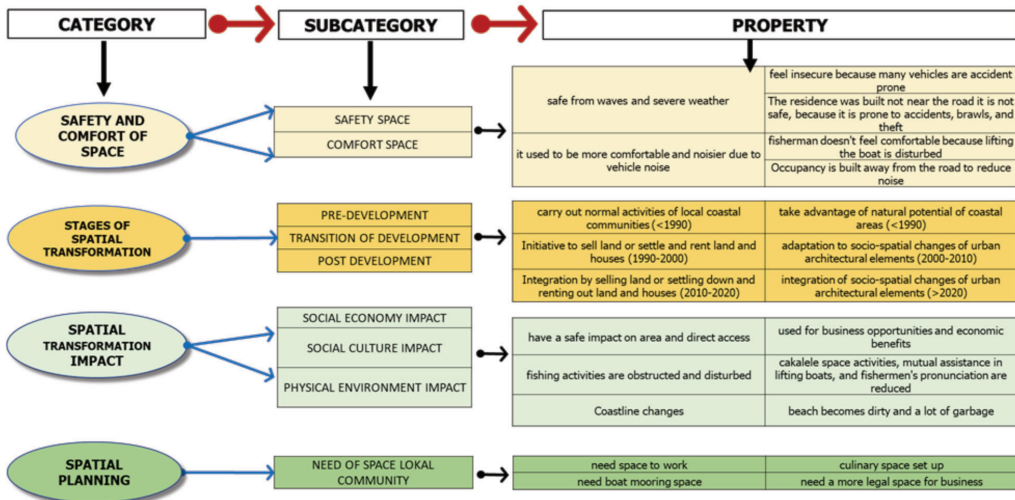 CATEGORY
SUBCATEGORY
PROPERTY
SAFETY AND
COMFORT OF
SPACE
SAFETY SPACE
COMFORT SPACE
safe from waves and severe weather
feel insecure because many vehicles are accident
prone
The residence was built not near the road it is not
safe, because it is prone to accidents, brawls, and
theft
it used to be more comfortable and noisier due to
vehicle noise
fisherman doesn't feel comfortable because lifting
the boat is disturbed
Occupancy is built away from the road to reduce
noise
STAGES OF
SPATIAL
TRANSFORMATION
PRE-DEVELOPMENT
TRANSITION OF DEVELOPMENT
POST DEVELOPMENT
carry out normal activities of local coastal
communities (<1990)
take advantage of natural potential of coastal
areas (<1990)
Initiative to sell land or settle and rent land and
houses (1990-2000)
adaptation to socio-spatial changes of urban
architectural elements (2000-2010)
Integration by selling land or settling down and
renting out land and houses (2010-2020)
integration of socio-spatial changes of urban
architectural elements (>2020)
SPATIAL
TRANSFORMATION
IMPACT
SOCIAL ECONOMY IMPACT
SOCIAL CULTURE IMPACT
PHYSICAL ENVIRONMENT IMPACT
have a safe impact on area and direct access
used for business opportunities and economic
benefits
fishing activities are obstructed and disturbed
cakalele space activities, mutual assistance in
lifting boats, and fishermen's pronunciation are
reduced
Coastline changes
beach becomes dirty and a lot of garbage
SPATIAL
PLANNING
NEED OF SPACE LOKAL
COMMUNITY
need space to work
culinary space set up
need boat mooring space
need a more legal space for business